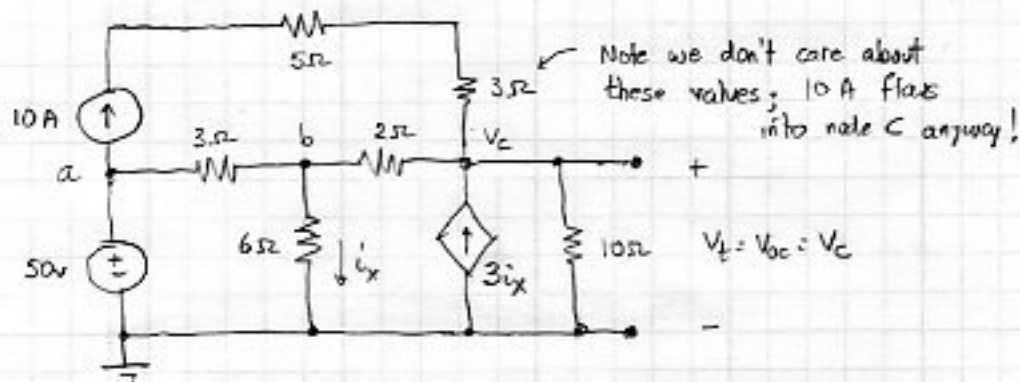 5Ω
Note we don't care about
these values; 10 A flows
into node C anyway!
3Ω
10A
3Ω
b
2Ω
Vc
a
+
6Ω
ix
3ix
10Ω
Vt = Voc = Vc
50v
+
-
-